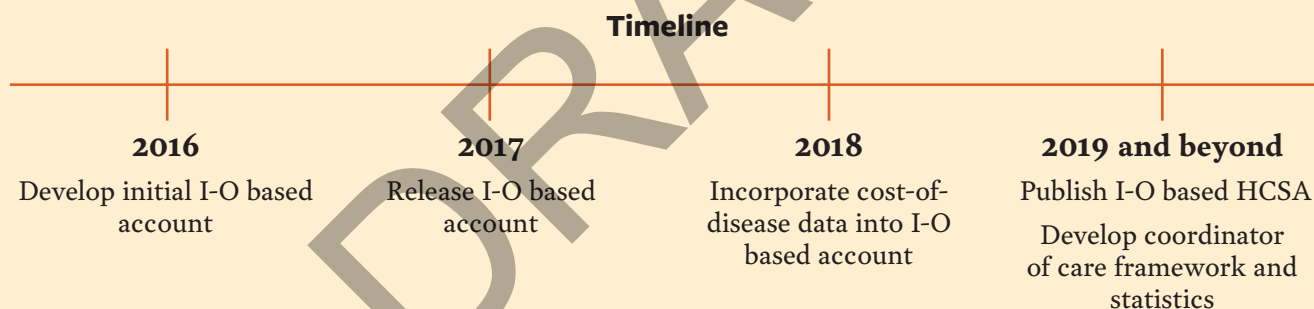 Timeline
2016
Develop initial I-O based
account
2017
Release I-O based
account
2018
Incorporate cost-of-
disease data into I-O
based account
2019 and beyond
Publish I-O based HCSA
Develop coordinator
of care framework and
statistics
DRA